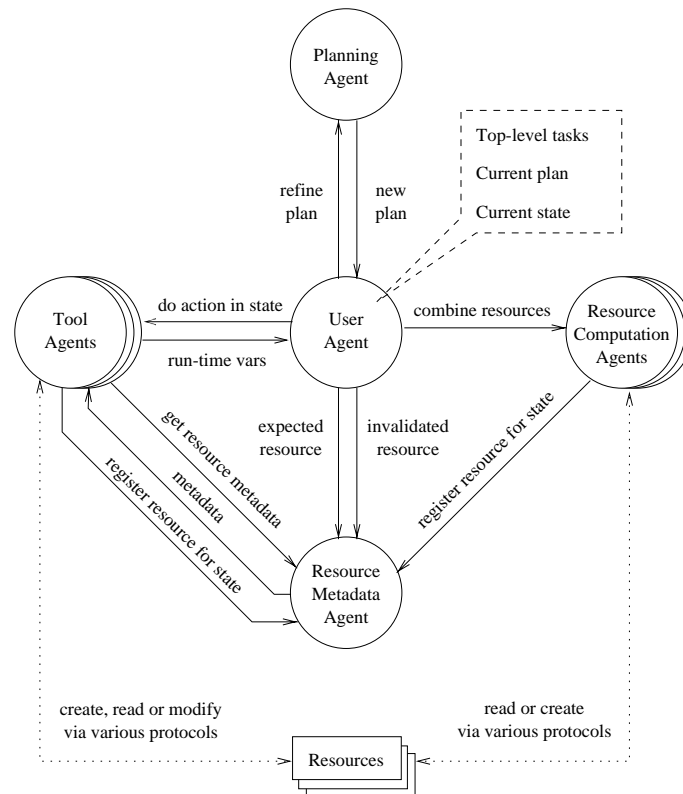 Planning
Agent
Top-level tasks
Current plan
Current state
refine
plan
new
plan
Tool
Agents
do action in state
run-time vars
User
Agent
combine resources
Resource
Computation
Agents
expected
resource
invalidated
resource
get resource metadata
metadata
register resource for state
register resource for state
Resource
Metadata
Agent
create, read or modify
via various protocols
read or create
via various protocols
Resources